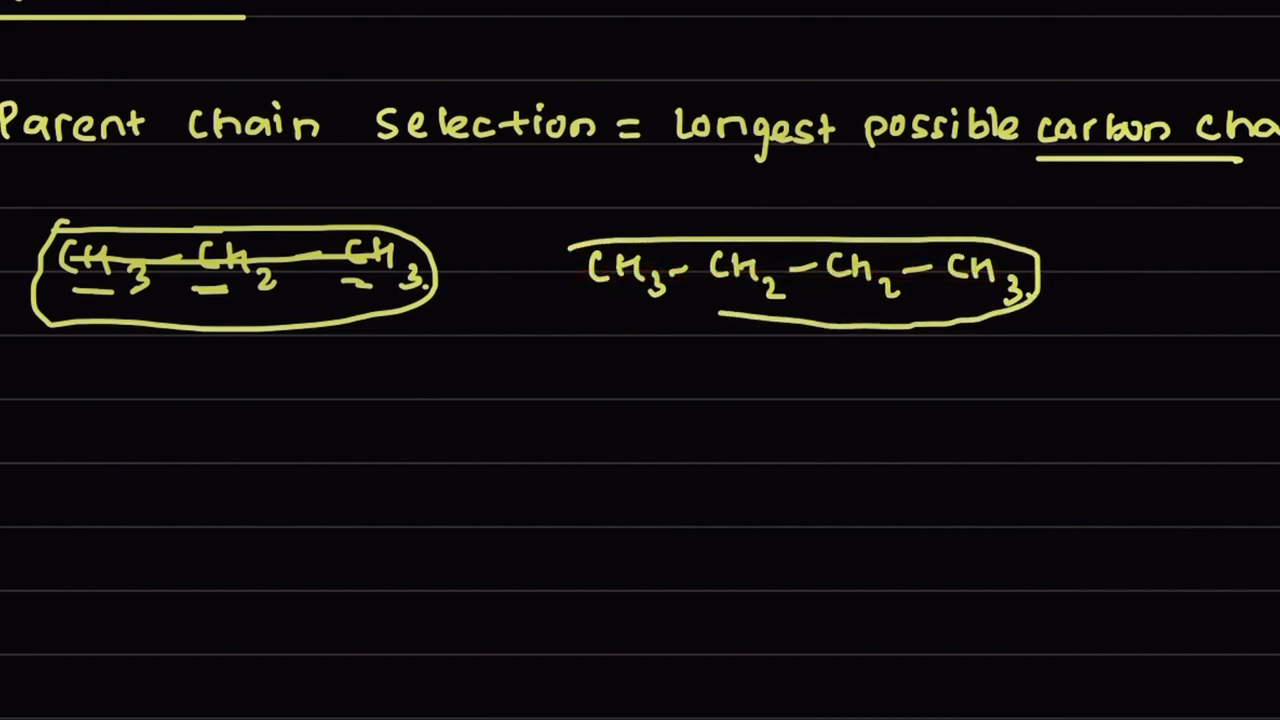 Parent chain selection = longest possible carbon cha
CH₃ - CH₂ - CH₃. CH₃ - CH₂ - CH₂ - CH₃.